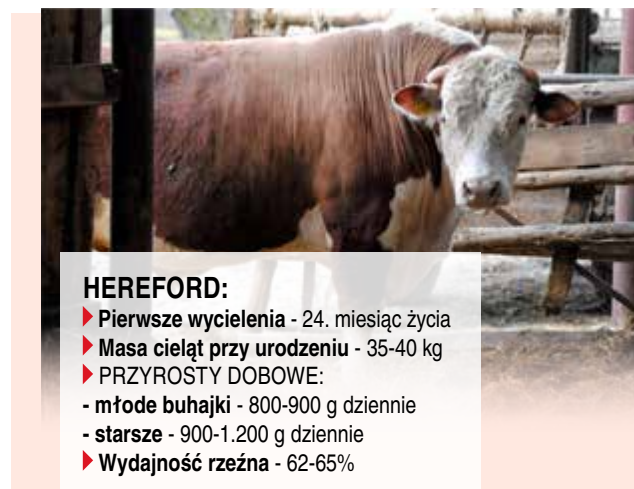 HEREFORD:
Pierwsze wycielenia - 24. miesiąc życia
Masa cieląt przy urodzeniu - 35-40 kg
PRZYROSTY DOBOWE:
- młode buhajki - 800-900 g dziennie
- starsze - 900-1.200 g dziennie
Wydajność rzeźna - 62-65%